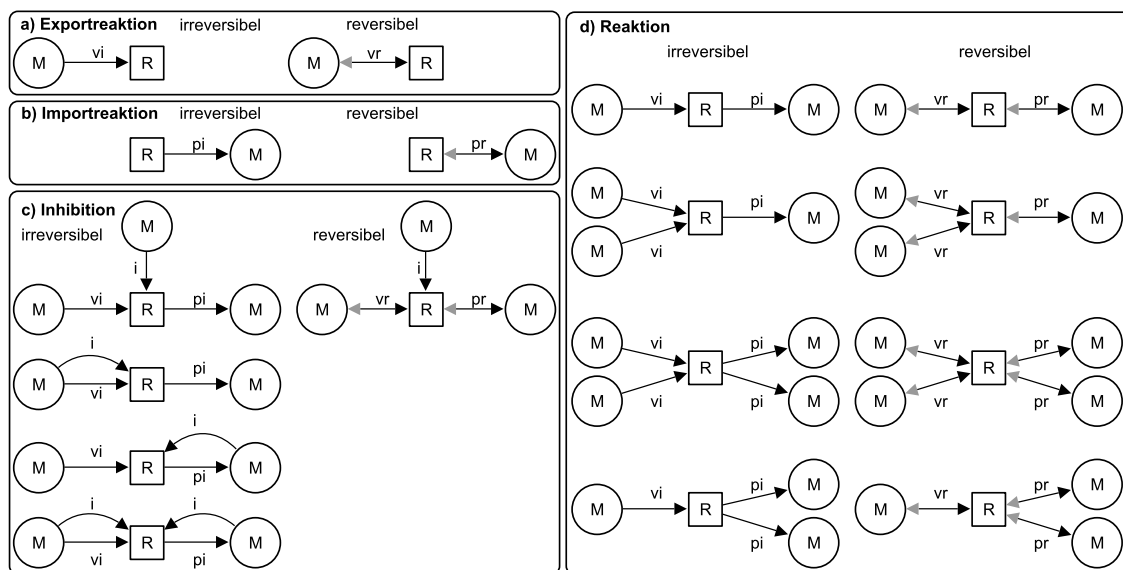 a) Exportreaktion irreversibel reversibel
M vi R M vr R
b) Importreaktion irreversibel reversibel
R pi M R pr M
c) Inhibition
M M
irreversibel reversibel
i i
M vi R pi M M vr R pr M
i
M vi R pi M
i
M vi R pi M
i i
M vi R pi M
d) Reaktion
irreversibel reversibel
M vi R pi M M vr R pr M
M vi M vr
R pi M R pr M
M vi M vr
M vi pi M M vr pr M
R R
M vi pi M M vr pr M
pi M pr M
M vi R M vr R
pi M pr M